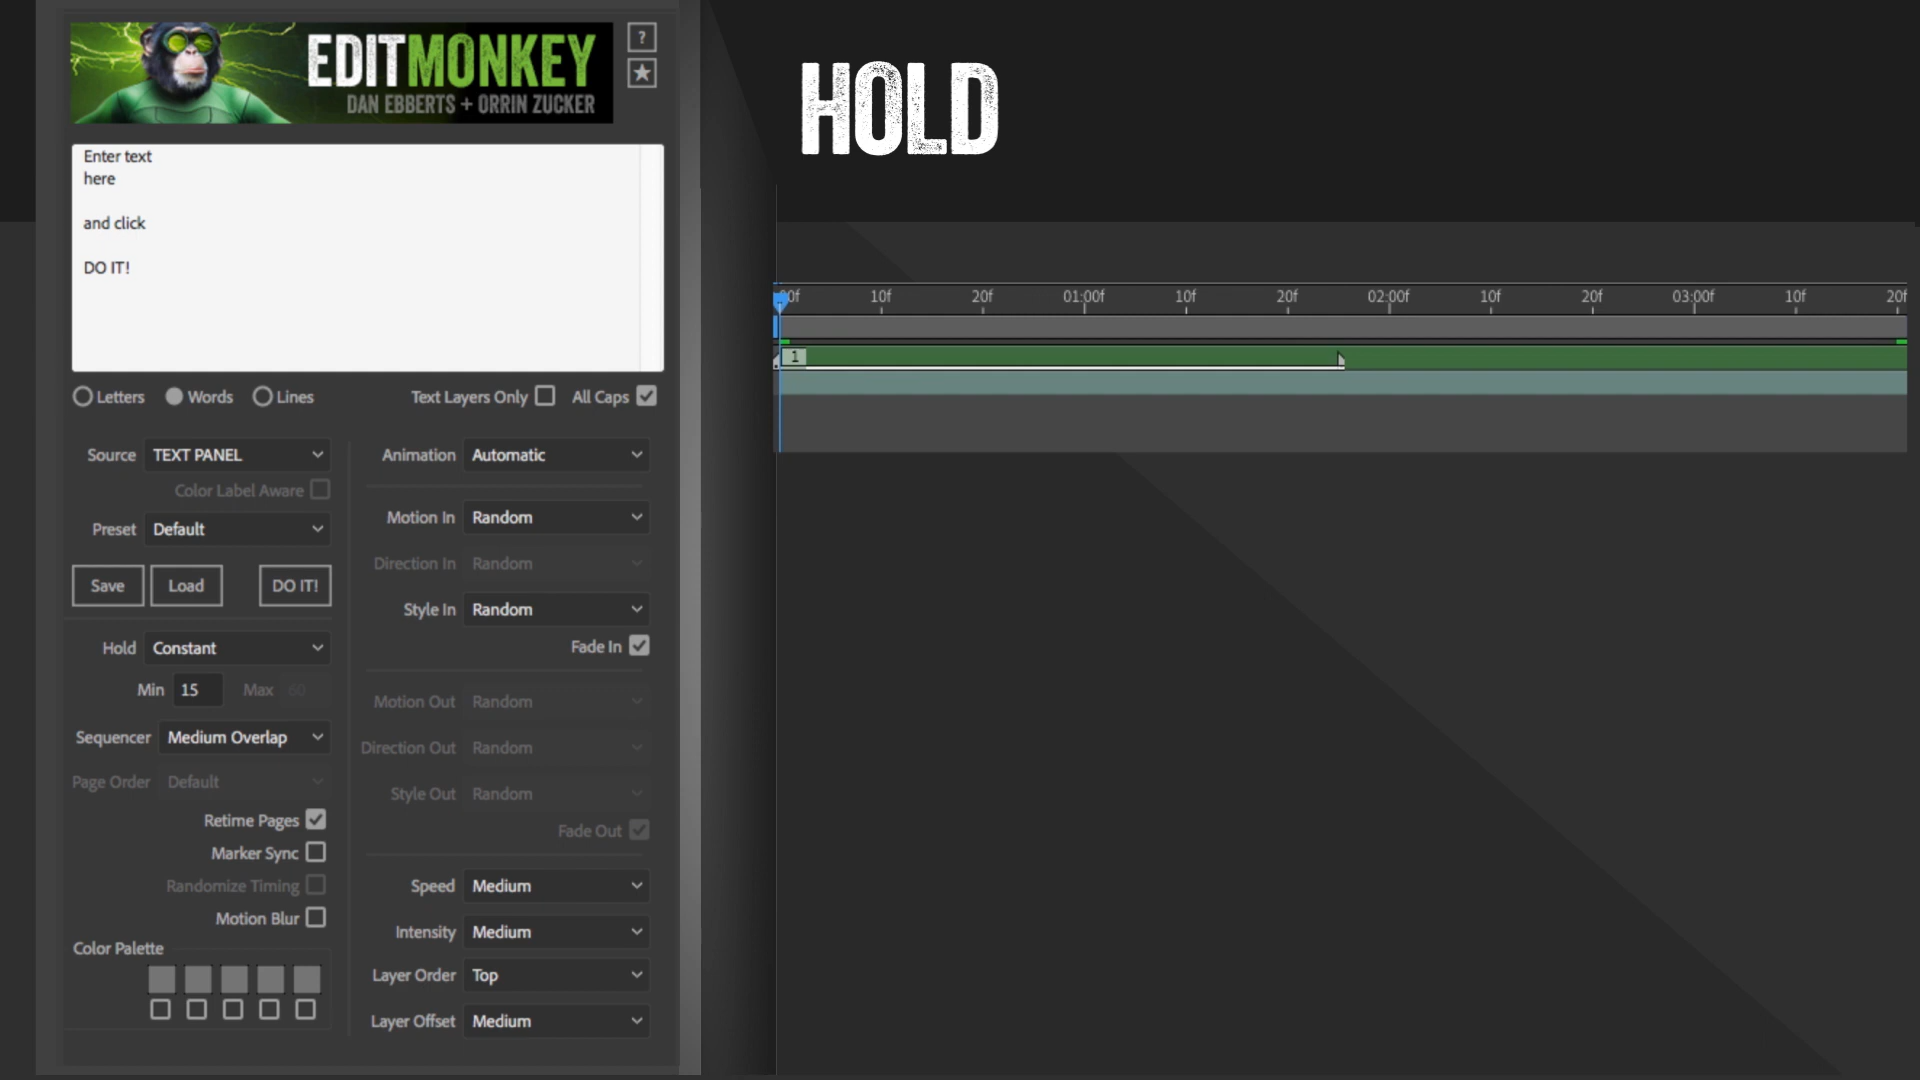 EDITMONKEY
DAN EBBERTS + ORRIN ZUCKER
?
HOLD
Enter text
here
and click
DO IT!
Letters Words Lines Text Layers Only All Caps
Source TEXT PANEL
Color Label Aware
Preset Default
Save Load DO IT!
Hold Constant
Min 15 Max 60
Sequencer Medium Overlap
Page Order Default
Retime Pages
Marker Sync
Randomize Timing
Motion Blur
Color Palette
Animation Automatic
Motion In Random
Direction In Random
Style In Random
Fade In
Motion Out Random
Direction Out Random
Style Out Random
Fade Out
Speed Medium
Intensity Medium
Layer Order Top
Layer Offset Medium
00f 10f 20f 01:00f 10f 20f 02:00f 10f 20f 03:00f 10f 20f
1